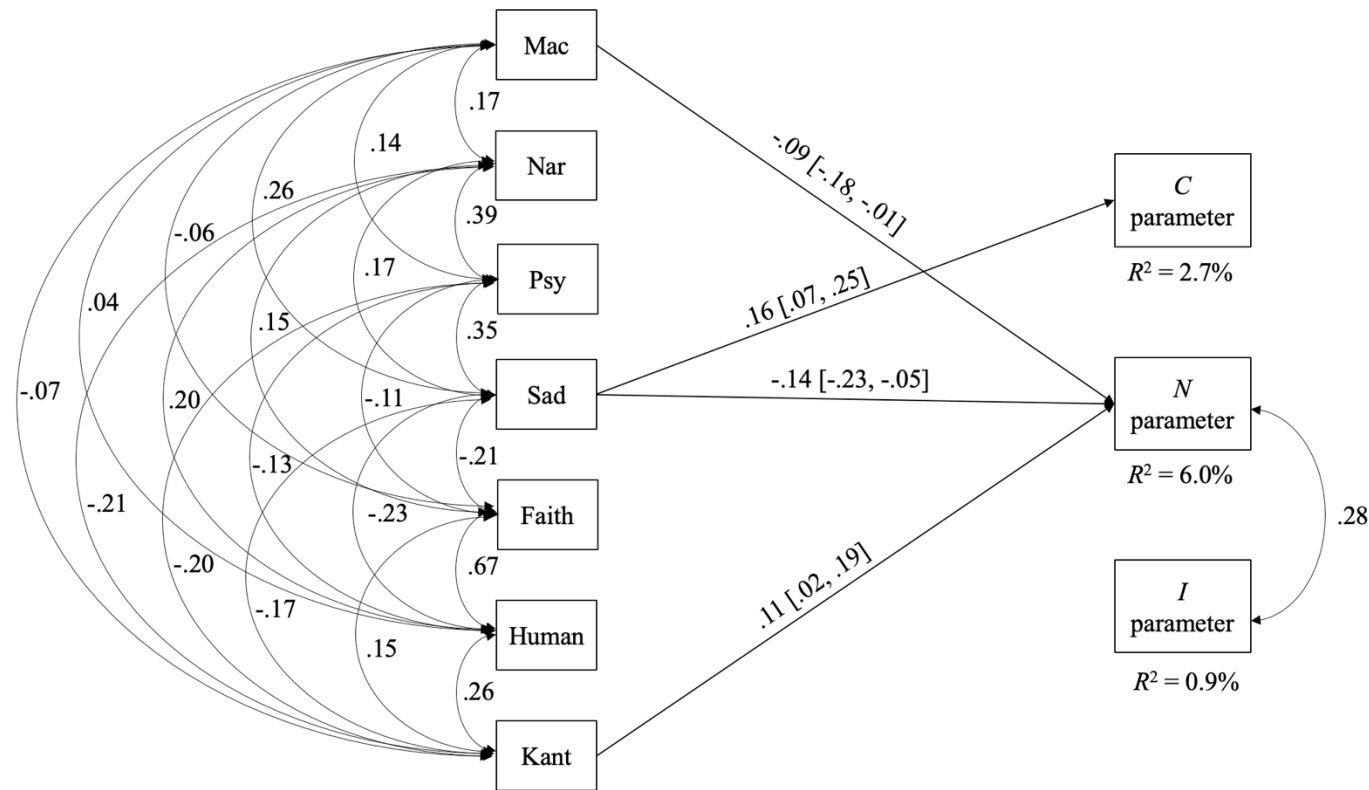 Mac
.17
-.09 [-.18, -.01]
.14
Nar
C
parameter
.26
.39
-.06
R² = 2.7%
.17
Psy
.16 [.07, .25]
.04
.15
.35
-.07
.20
-.11
Sad
-.14 [-.23, -.05]
N
parameter
-.13
-.21
R² = 6.0%
-.21
-.23
Faith
.28
-.20
.67
.11 [.02, .19]
-.17
I
parameter
.15
Human
.26
R² = 0.9%
Kant